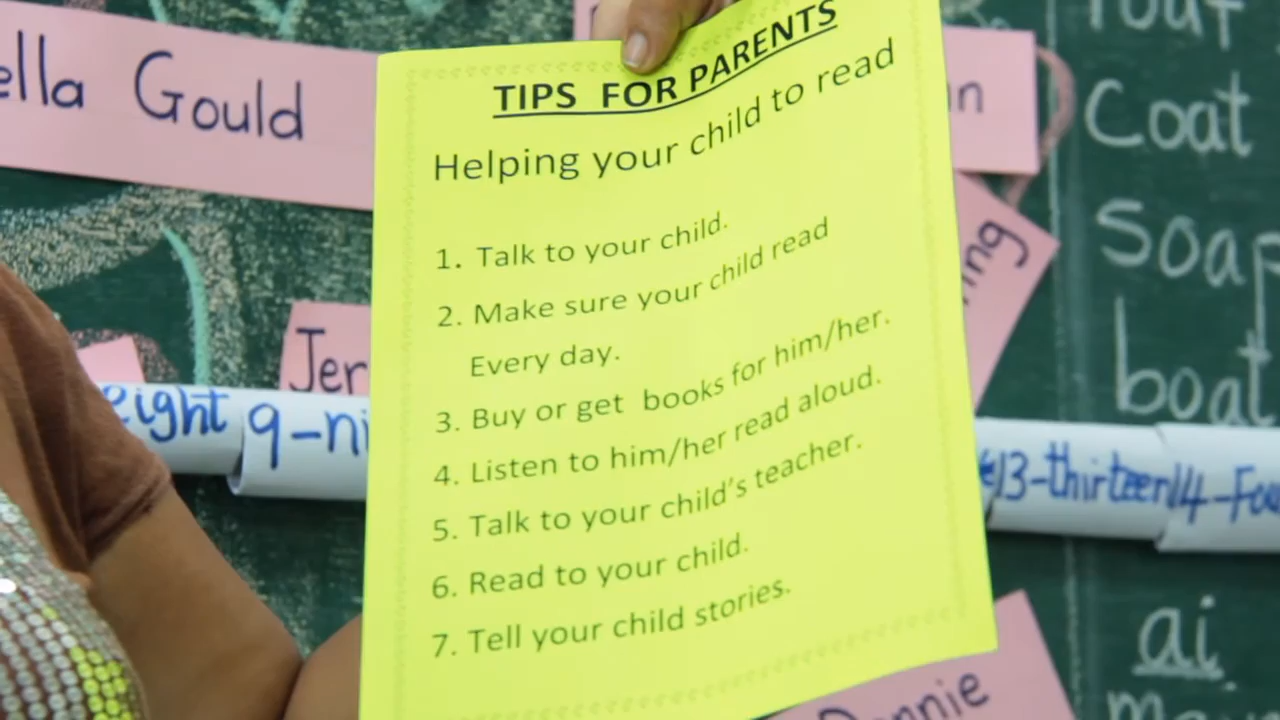 TIPS FOR PARENTS
Helping your child to read
1. Talk to your child.
2. Make sure your child read
Every day.
3. Buy or get books for him/her.
4. Listen to him/her read aloud.
5. Talk to your child's teacher.
6. Read to your child.
7. Tell your child stories.
Gould
eight 9-ni
13-thirteen 14-Fou
Coat
soap
boat
ai